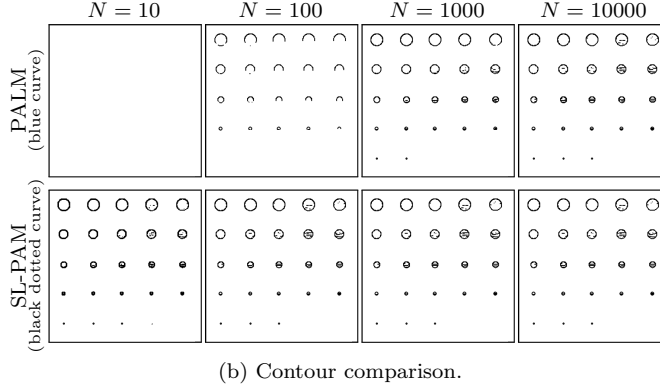 N = 10 N = 100 N = 1000 N = 10000
PALM
(blue curve)
SL-PAM
(black dotted curve)
(b) Contour comparison.